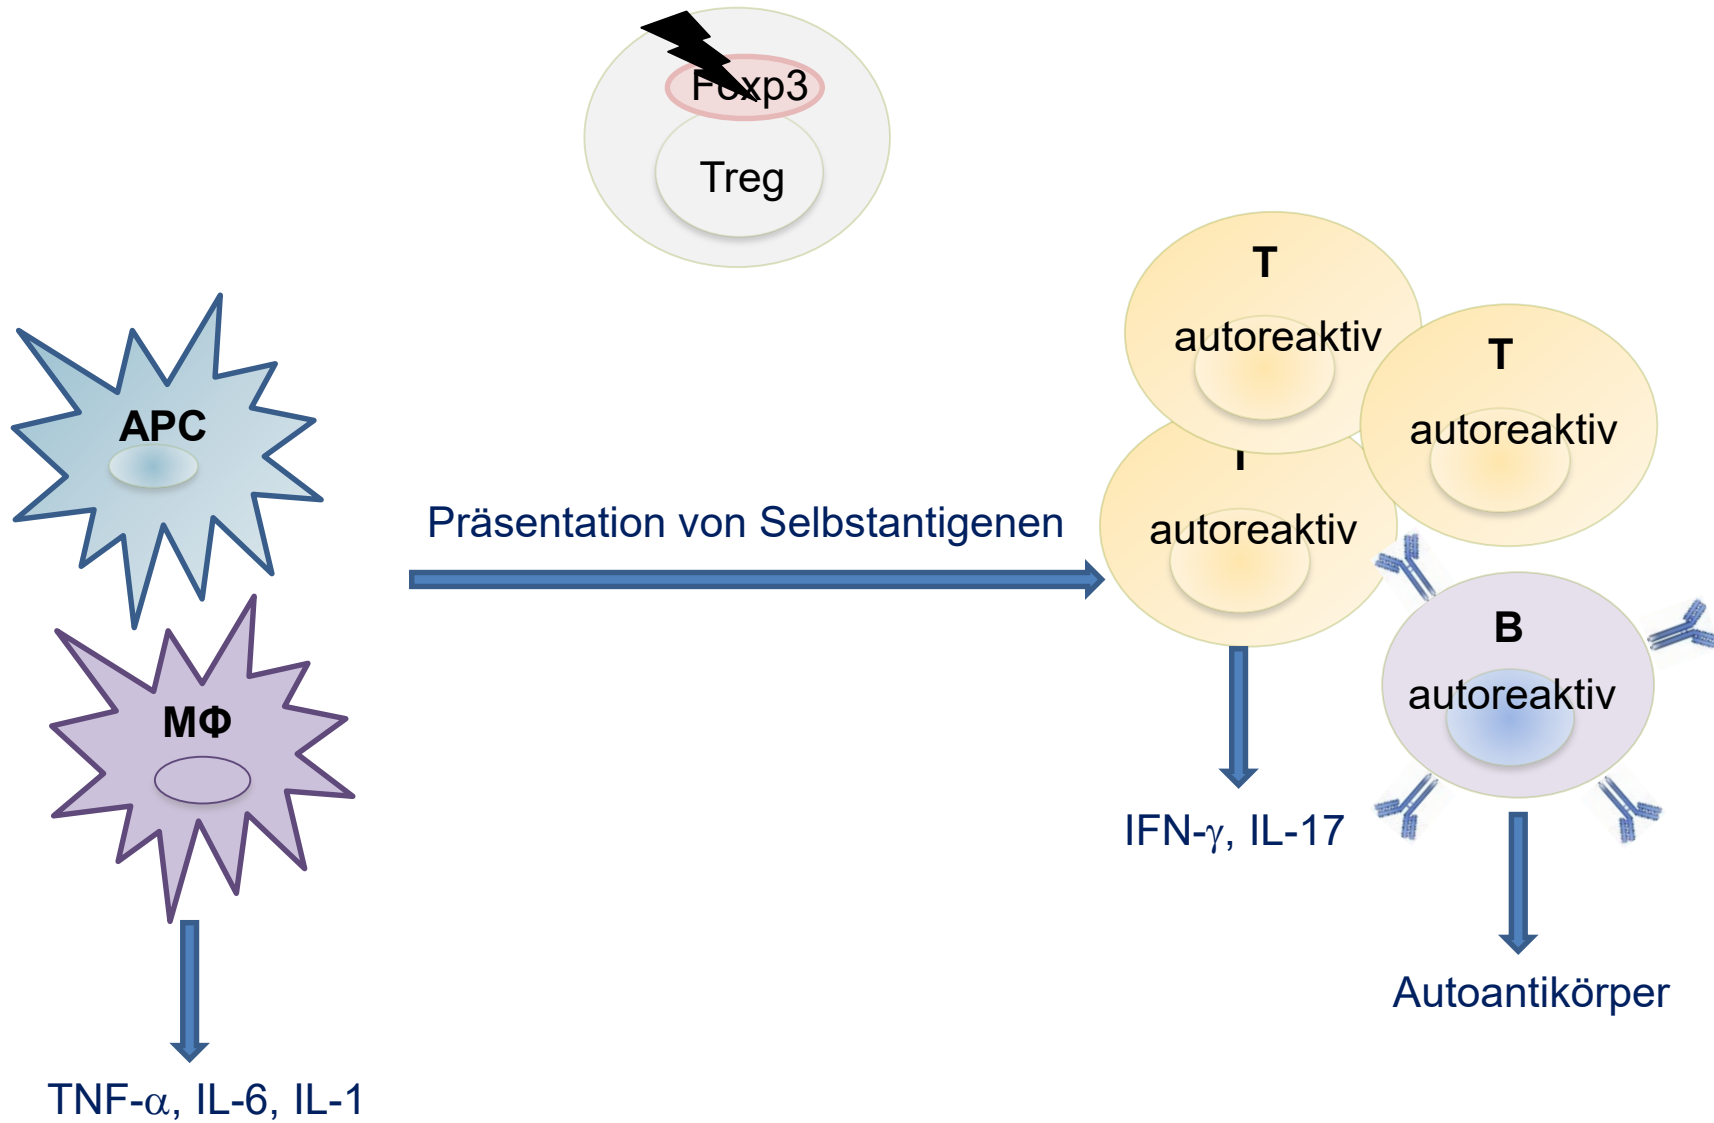 Foxp3
Treg
T
autoreaktiv
T
autoreaktiv
APC
Präsentation von Selbstantigenen
autoreaktiv
B
autoreaktiv
MΦ
IFN-γ, IL-17
Autoantikörper
TNF-α, IL-6, IL-1